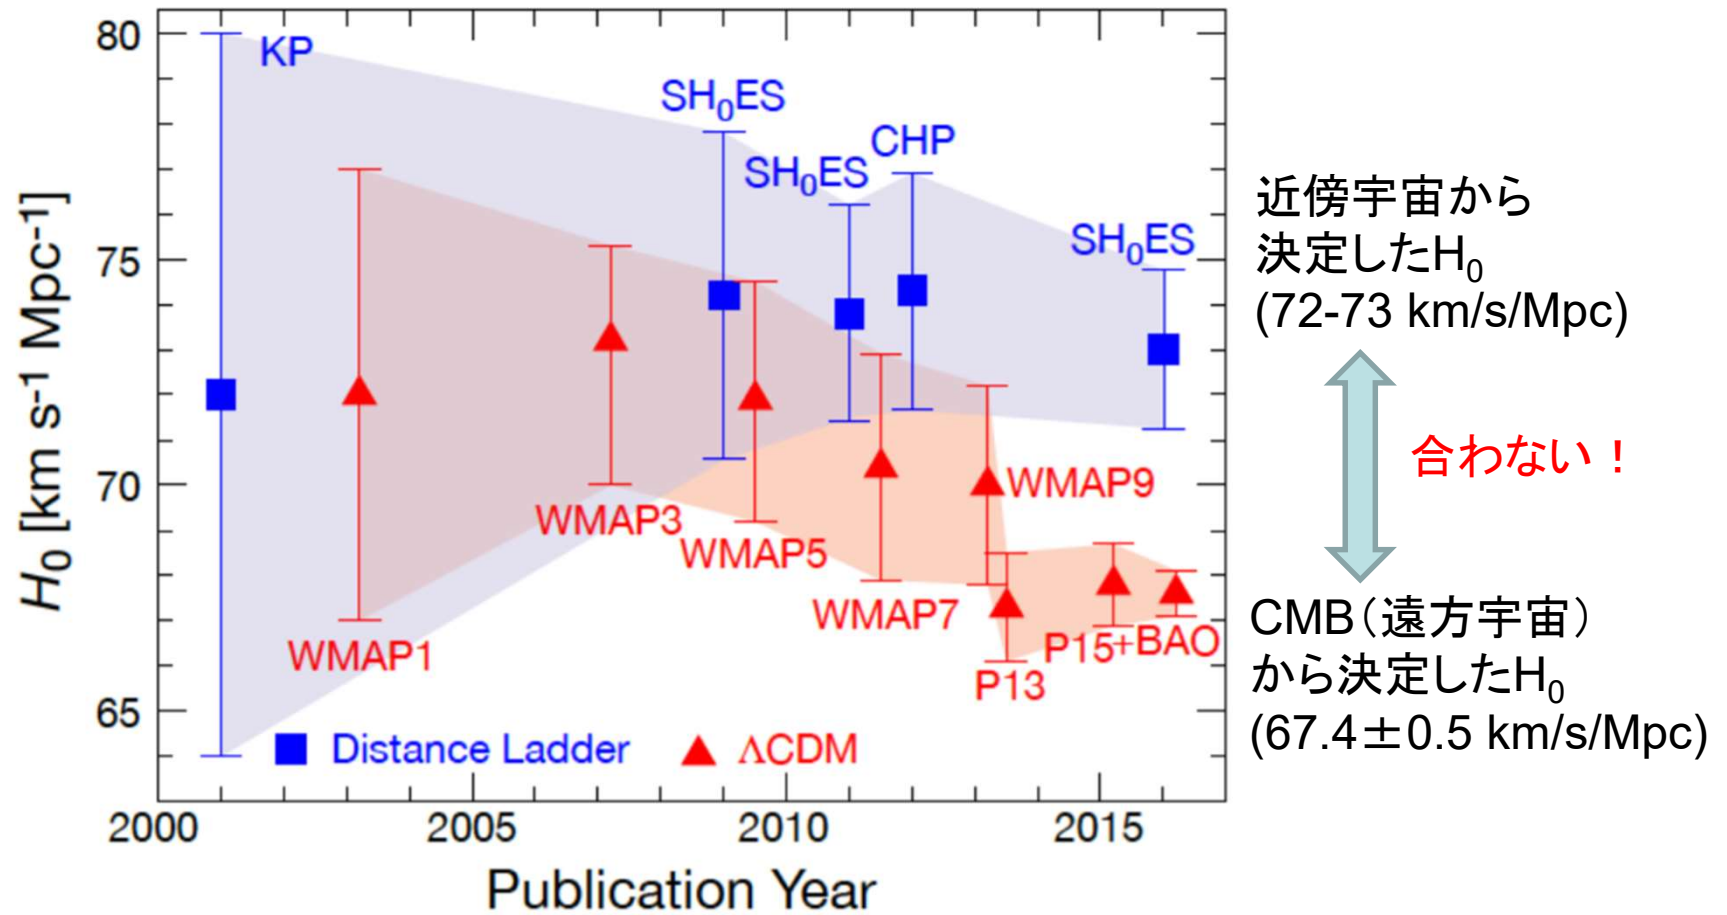 80
75
70
65
H₀ [km s⁻¹ Mpc⁻¹]
KP
SH₀ES
SH₀ES
CHP
SH₀ES
WMAP1
WMAP3
WMAP5
WMAP7
WMAP9
P13
P15+BAO
Distance Ladder
ΛCDM
2000
2005
2010
2015
Publication Year
近傍宇宙から
決定したH₀
(72-73 km/s/Mpc)
合わない！
CMB（遠方宇宙）
から決定したH₀
(67.4±0.5 km/s/Mpc)